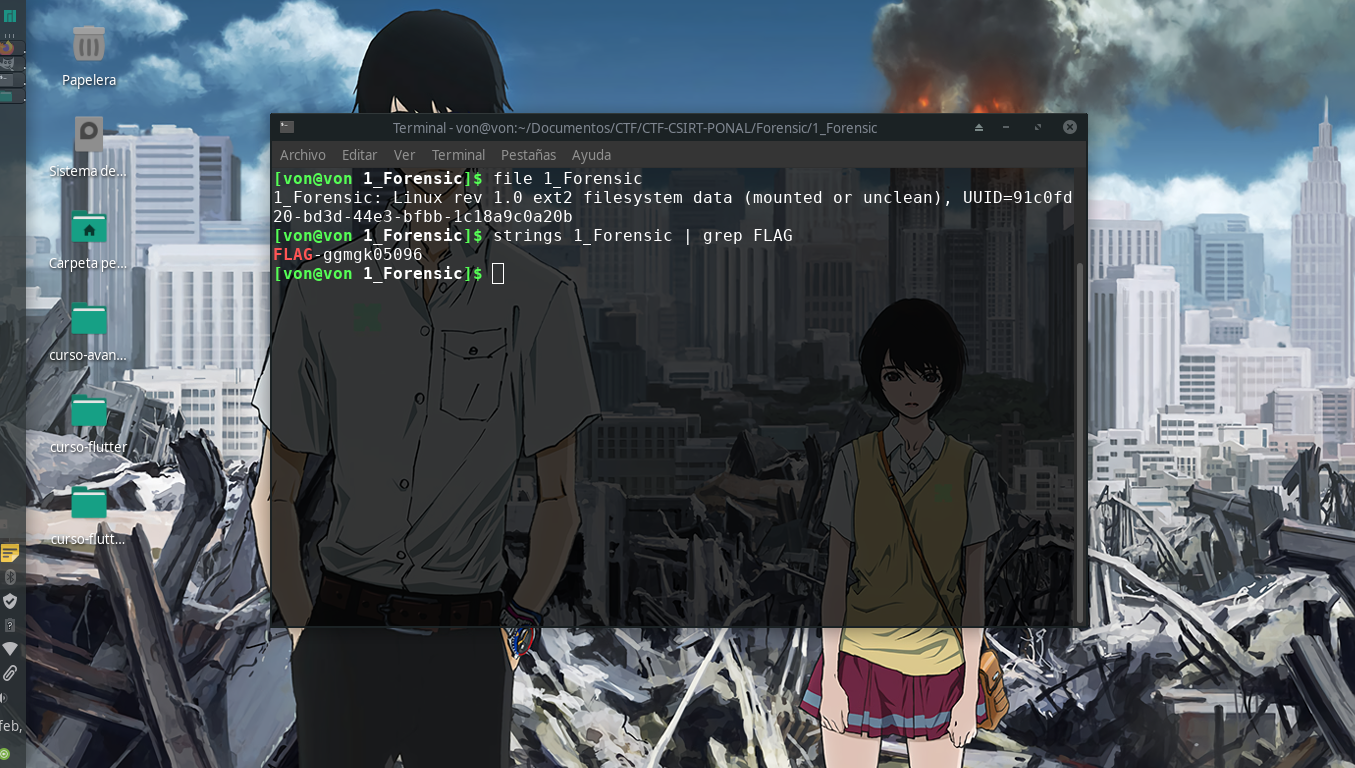 Papelera
Sistema de...
Carpeta pe...
curso-avan...
curso-flutter
curso-flutt...
feb,
Terminal - von@von:~/Documentos/CTF/CTF-CSIRT-PONAL/Forensic/1_Forensic
Archivo Editar Ver Terminal Pestañas Ayuda
[von@von 1_Forensic]$ file 1_Forensic
1_Forensic: Linux rev 1.0 ext2 filesystem data (mounted or unclean), UUID=91c0fd
20-bd3d-44e3-bfbb-1c18a9c0a20b
[von@von 1_Forensic]$ strings 1_Forensic | grep FLAG
FLAG-ggmgk05096
[von@von 1_Forensic]$